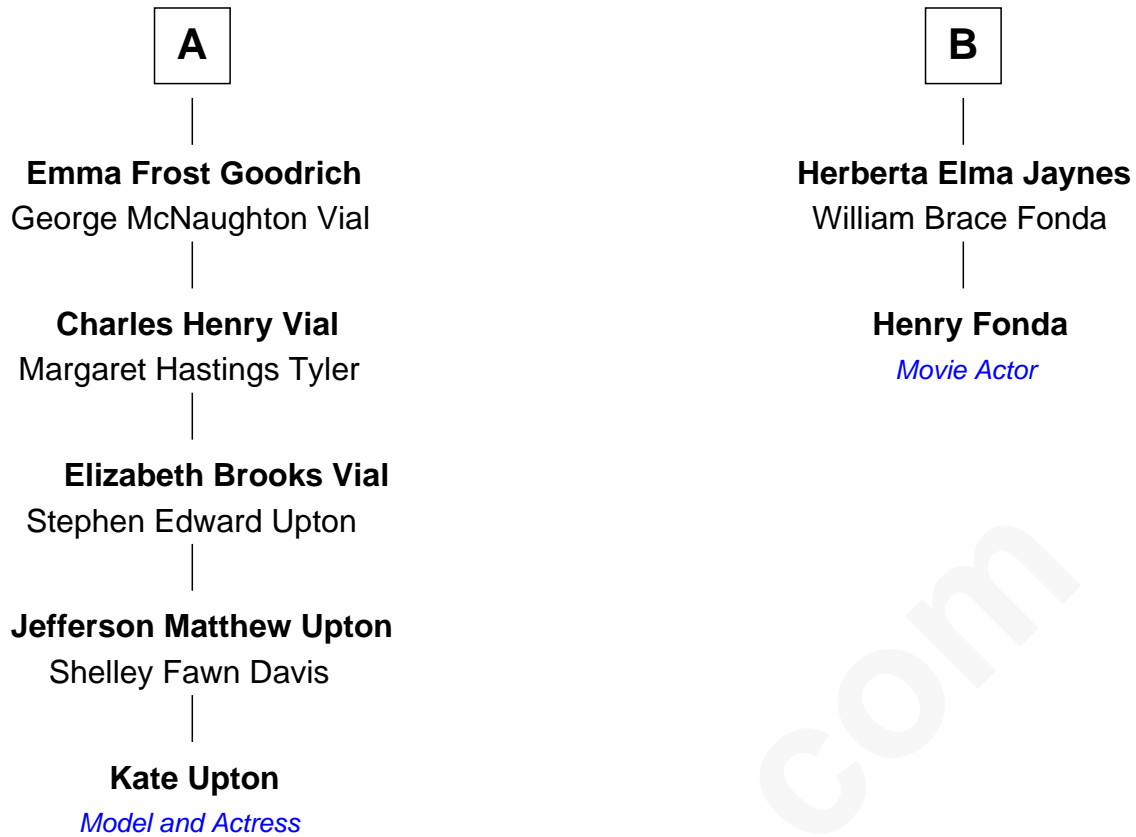 A
Emma Frost Goodrich
George McNaughton Vial
Charles Henry Vial
Margaret Hastings Tyler
Elizabeth Brooks Vial
Stephen Edward Upton
Jefferson Matthew Upton
Shelley Fawn Davis
Kate Upton
Model and Actress
B
Herberta Elma Jaynes
William Brace Fonda
Henry Fonda
Movie Actor
com